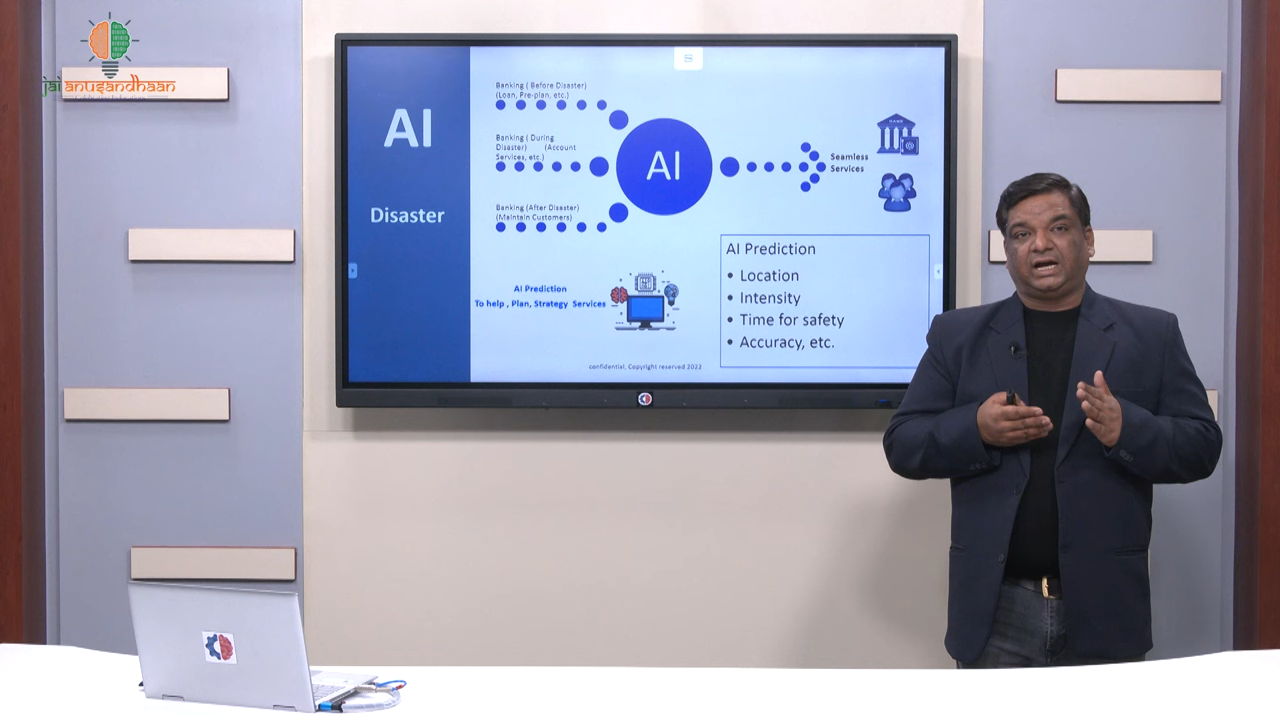 jai anusandhaan
AI
Disaster
Banking ( Before Disaster)
(Loan, Pre-plan, etc.)
Banking ( During
Disaster) (Account
Services, etc.)
Banking (After Disaster)
(Maintain Customers)
AI
Seamless
Services
BANK
AI Prediction
To help , Plan, Strategy Services
AI Prediction
• Location
• Intensity
• Time for safety
• Accuracy, etc.
confidential, Copyright reserved 2022